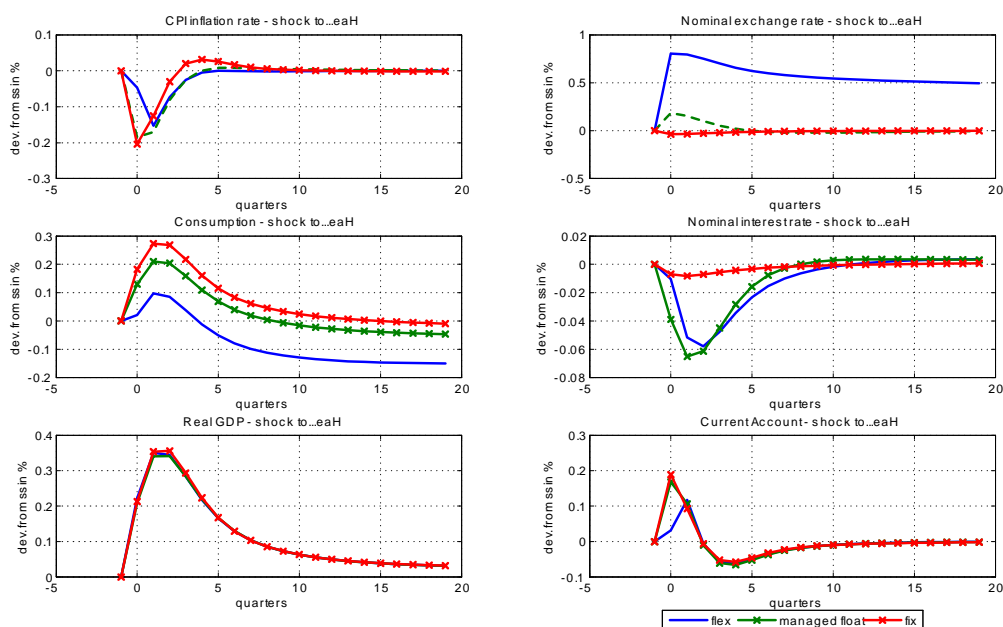 CPI inflation rate - shock to...eaH
dev.from ss in %
0.1
0
-0.1
-0.2
-0.3
-5 0 5 10 15 20
quarters
Nominal exchange rate - shock to...eaH
dev.from ss in %
1
0.5
0
-0.5
-5 0 5 10 15 20
quarters
Consumption - shock to...eaH
dev.from ss in %
0.3
0.2
0.1
0
-0.1
-0.2
-5 0 5 10 15 20
quarters
Nominal interest rate - shock to...eaH
dev.from ss in %
0.02
0
-0.02
-0.04
-0.06
-0.08
-5 0 5 10 15 20
quarters
Real GDP - shock to...eaH
dev.from ss in %
0.4
0.3
0.2
0.1
0
-5 0 5 10 15 20
quarters
Current Account - shock to...eaH
dev.from ss in %
0.3
0.2
0.1
0
-0.1
-5 0 5 10 15 20
quarters
flex managed float fix